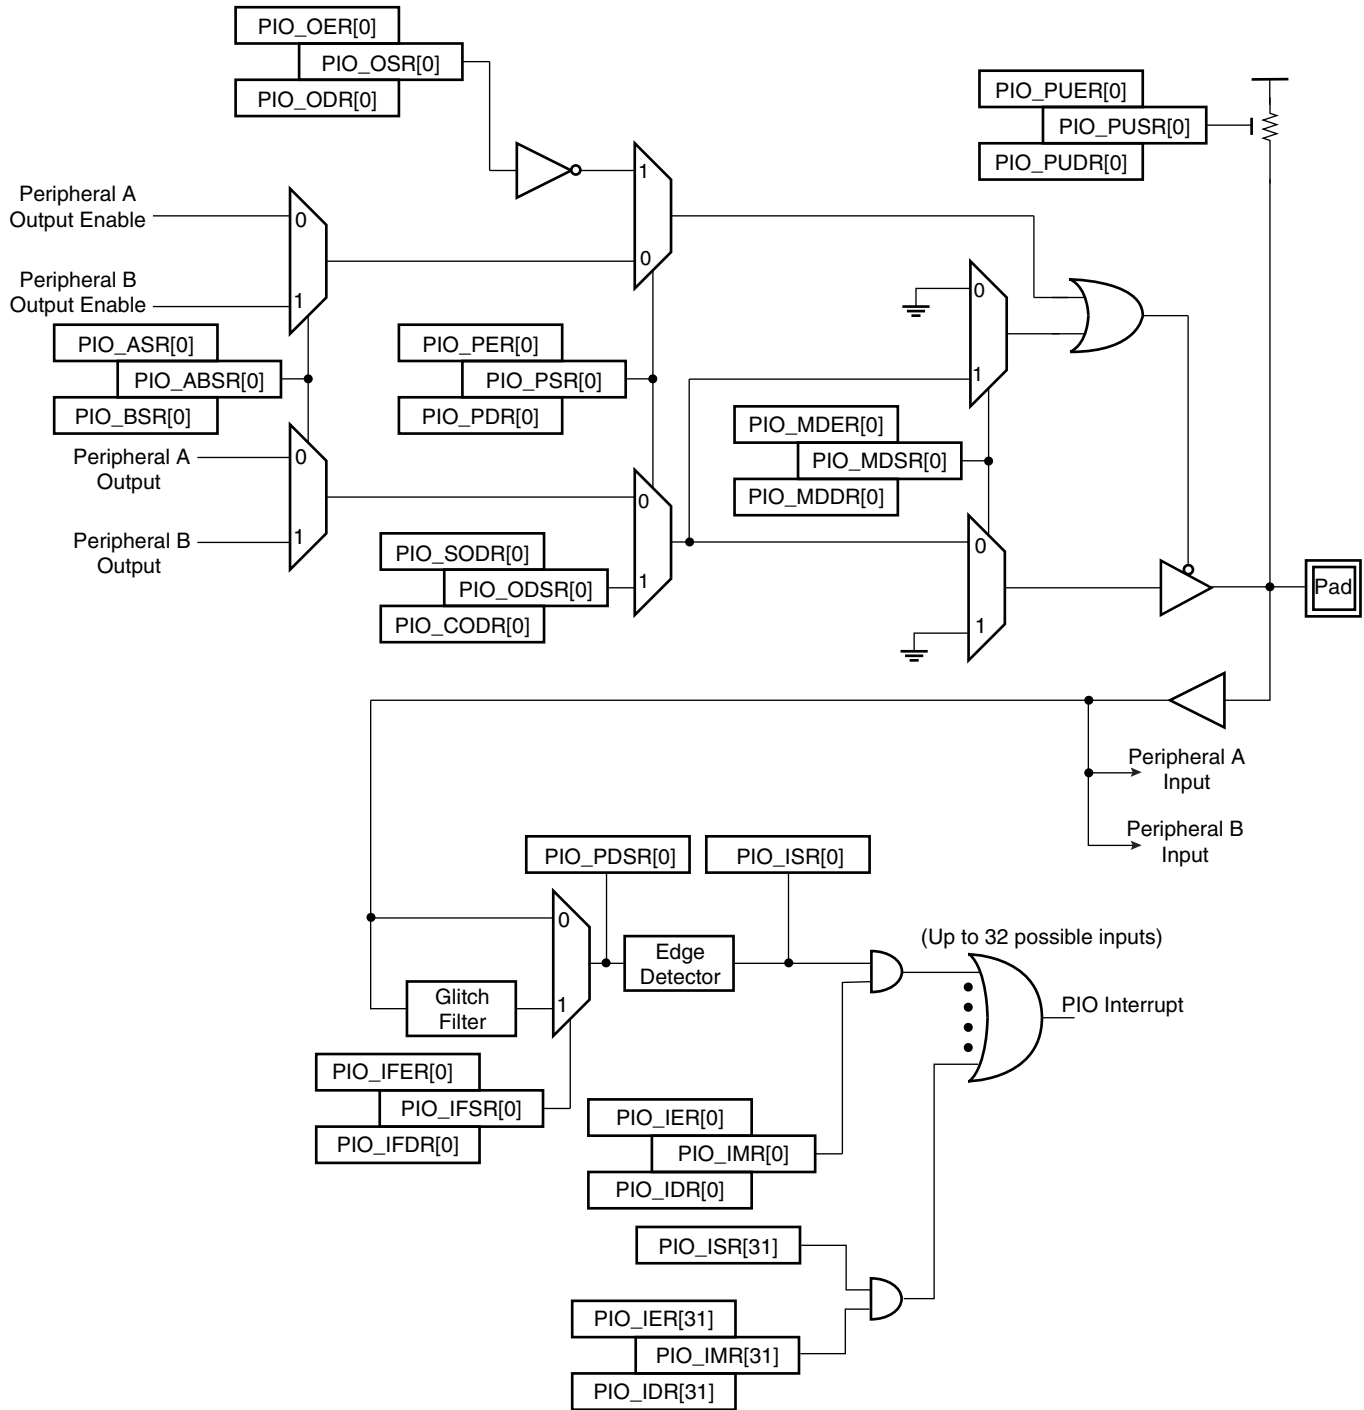 PIO_OER[0]
PIO_OSR[0]
PIO_ODR[0]
PIO_PUER[0]
PIO_PUSR[0]
PIO_PUDR[0]
1
0
Peripheral A
Output Enable
0
Peripheral B
Output Enable
1
PIO_ASR[0]
PIO_ABSR[0]
PIO_BSR[0]
PIO_PER[0]
PIO_PSR[0]
PIO_PDR[0]
0
1
PIO_MDER[0]
PIO_MDSR[0]
PIO_MDDR[0]
Peripheral A
Output
0
Peripheral B
Output
1
0
1
PIO_SODR[0]
PIO_ODSR[0]
PIO_CODR[0]
0
1
Pad
Peripheral A
Input
Peripheral B
Input
PIO_PDSR[0]
PIO_ISR[0]
0
1
Edge
Detector
Glitch
Filter
(Up to 32 possible inputs)
PIO Interrupt
PIO_IFER[0]
PIO_IFSR[0]
PIO_IFDR[0]
PIO_IER[0]
PIO_IMR[0]
PIO_IDR[0]
PIO_ISR[31]
PIO_IER[31]
PIO_IMR[31]
PIO_IDR[31]